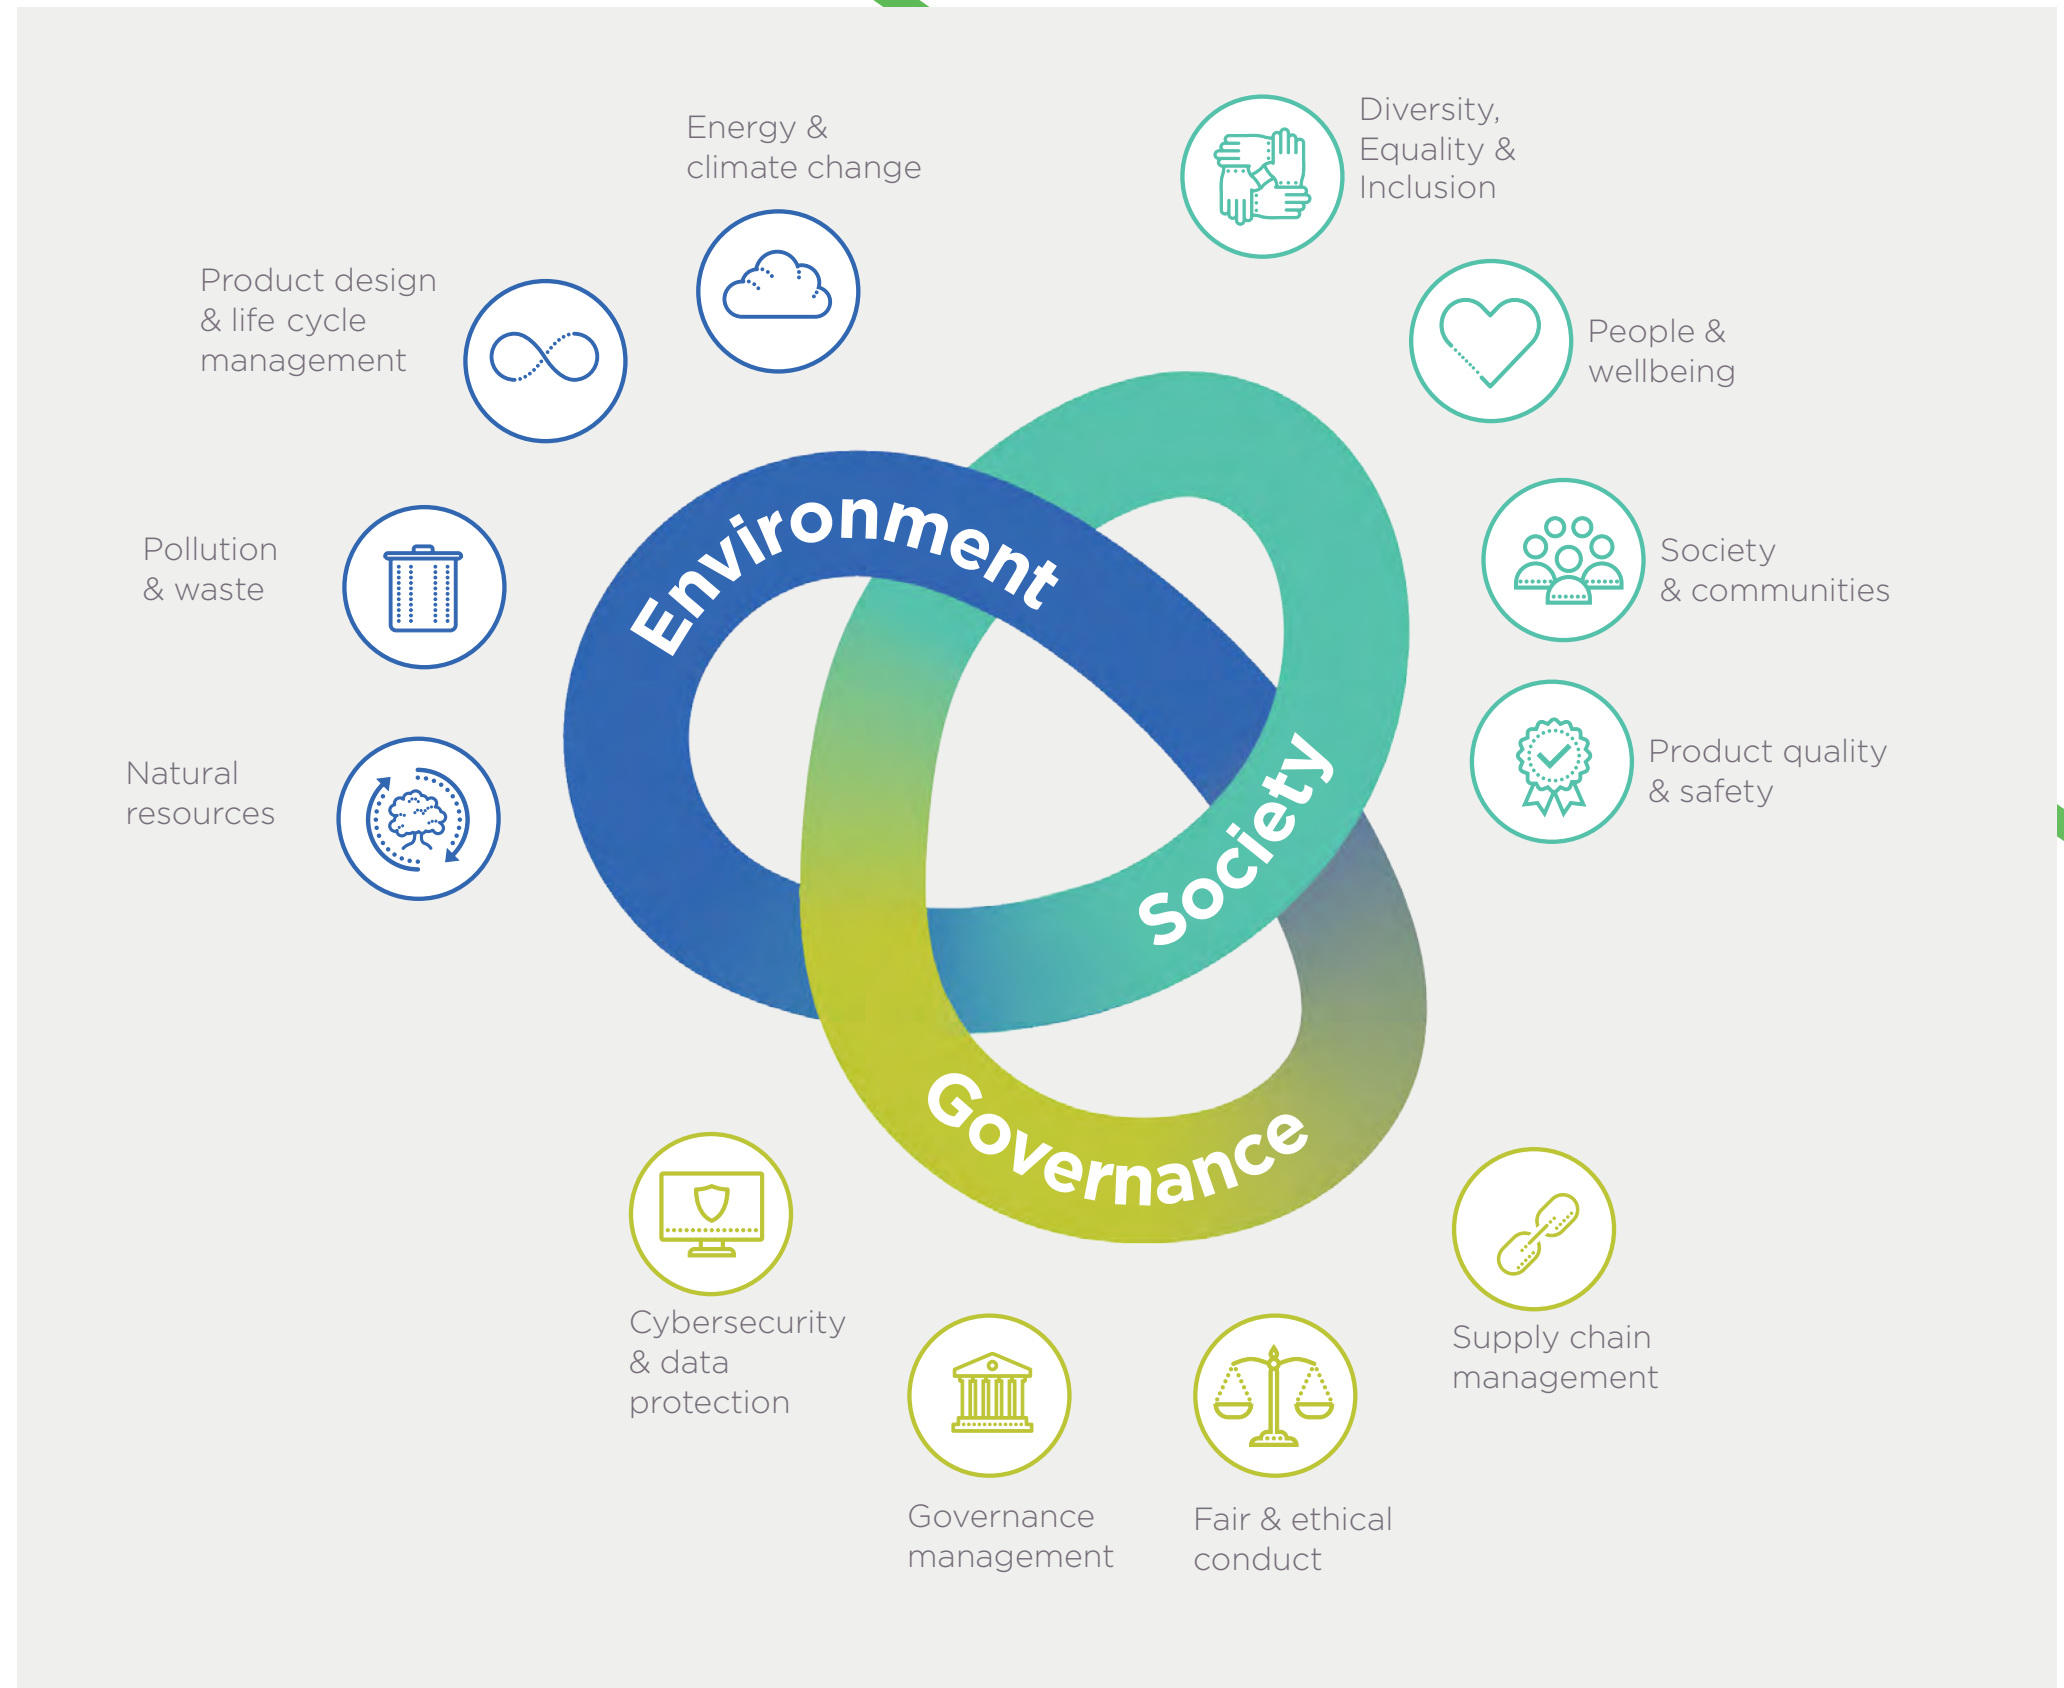 Energy &
climate change
Diversity,
Equality &
Inclusion
Product design
& life cycle
management
People &
wellbeing
Pollution
& waste
Society
& communities
Natural
resources
Product quality
& safety
Environment
Society
Governance
Cybersecurity
& data
protection
Governance
management
Fair & ethical
conduct
Supply chain
management